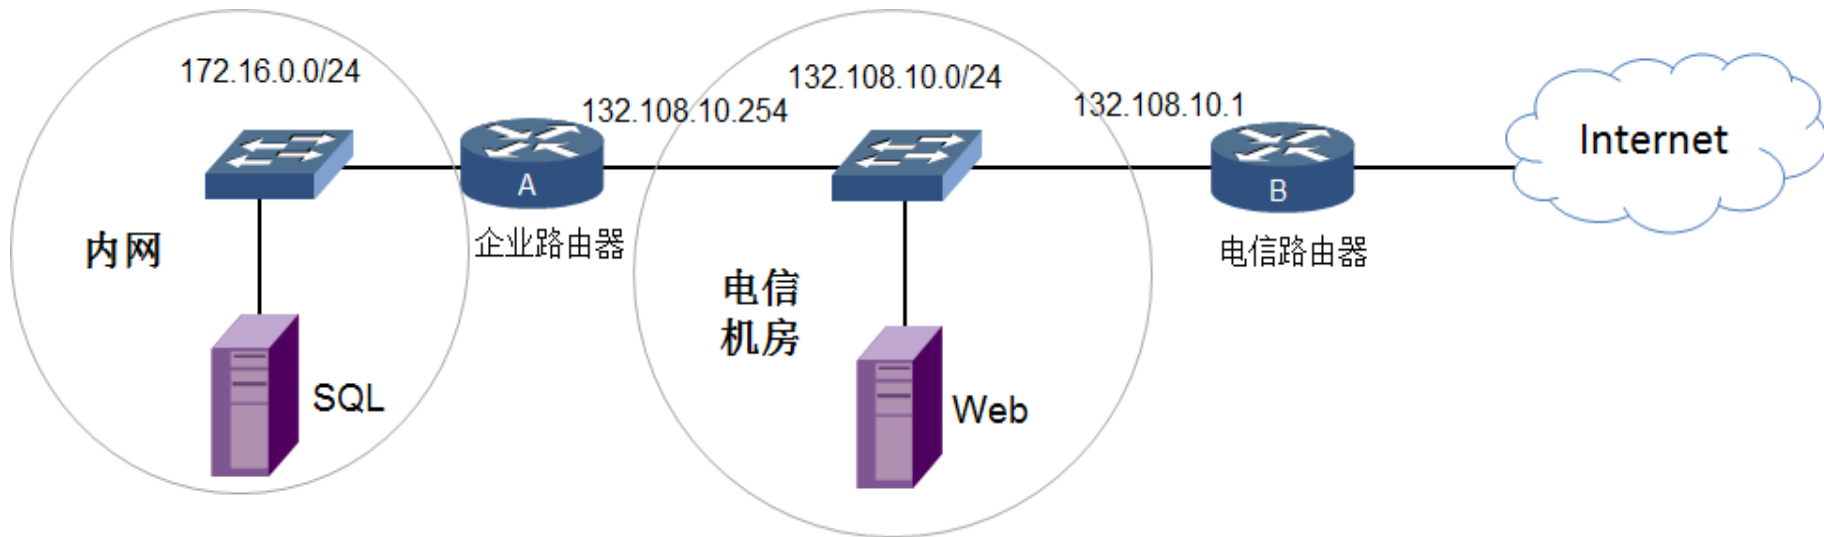 172.16.0.0/24
132.108.10.254
132.108.10.0/24
132.108.10.1
Internet
A
B
内网
企业路由器
电信
机房
电信路由器
SQL
Web